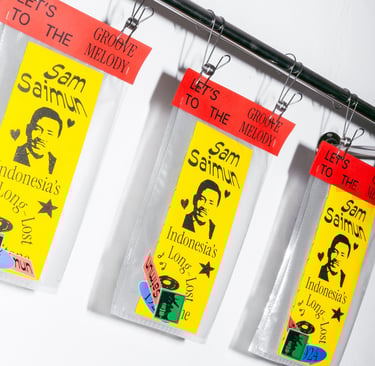 LET'S
TO THE
GROOVE
MELODY!
Sam
Saimun
Indonesia's
Long-Lost
LET'S
TO THE
GROOVE
MELODY!
Sam
Saimun
Indonesia's
Long-Lost
LET'S
TO THE
Sam
Saimun
Indonesia's
Long-Lost